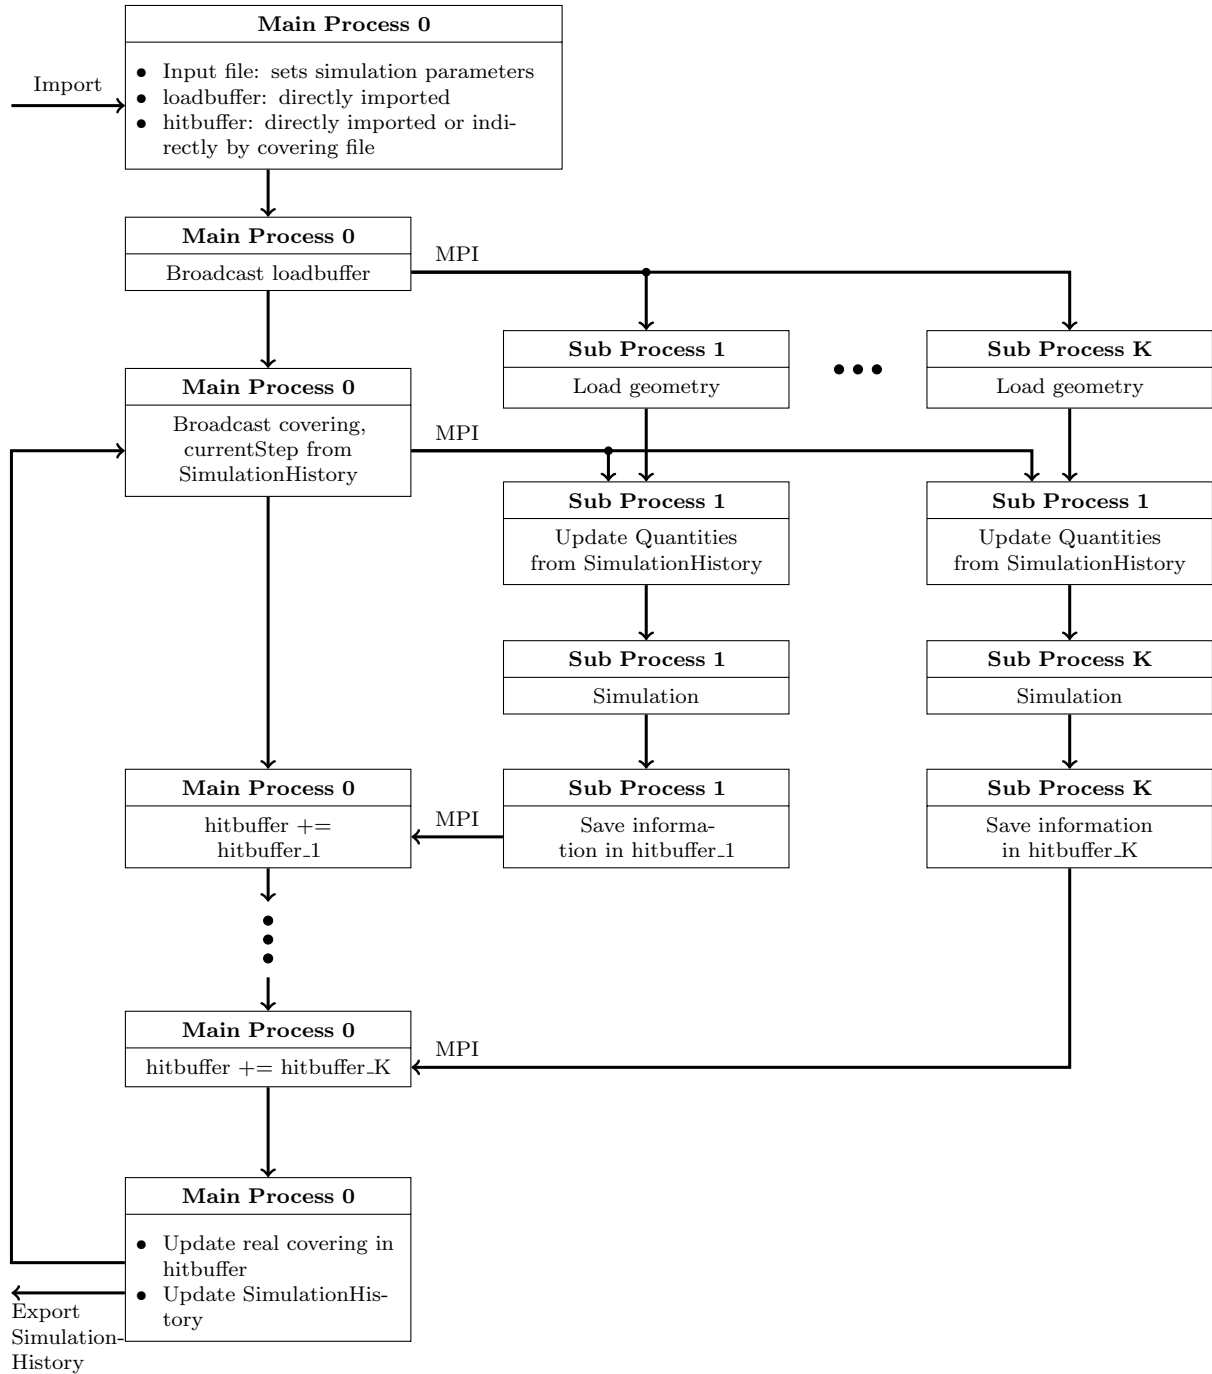 Main Process 0
Import
• Input file: sets simulation parameters
• loadbuffer: directly imported
• hitbuffer: directly imported or indi-
rectly by covering file
Main Process 0
Broadcast loadbuffer
MPI
Sub Process 1
Load geometry
Sub Process K
Load geometry
Main Process 0
Broadcast covering,
currentStep from
SimulationHistory
MPI
Sub Process 1
Update Quantities
from SimulationHistory
Sub Process 1
Update Quantities
from SimulationHistory
Sub Process 1
Simulation
Sub Process K
Simulation
Main Process 0
hitbuffer +=
hitbuffer_1
MPI
Sub Process 1
Save informa-
tion in hitbuffer_1
Sub Process K
Save information
in hitbuffer_K
Main Process 0
hitbuffer += hitbuffer_K
MPI
Main Process 0
• Update real covering in
hitbuffer
• Update SimulationHis-
tory
Export
Simulation-
History